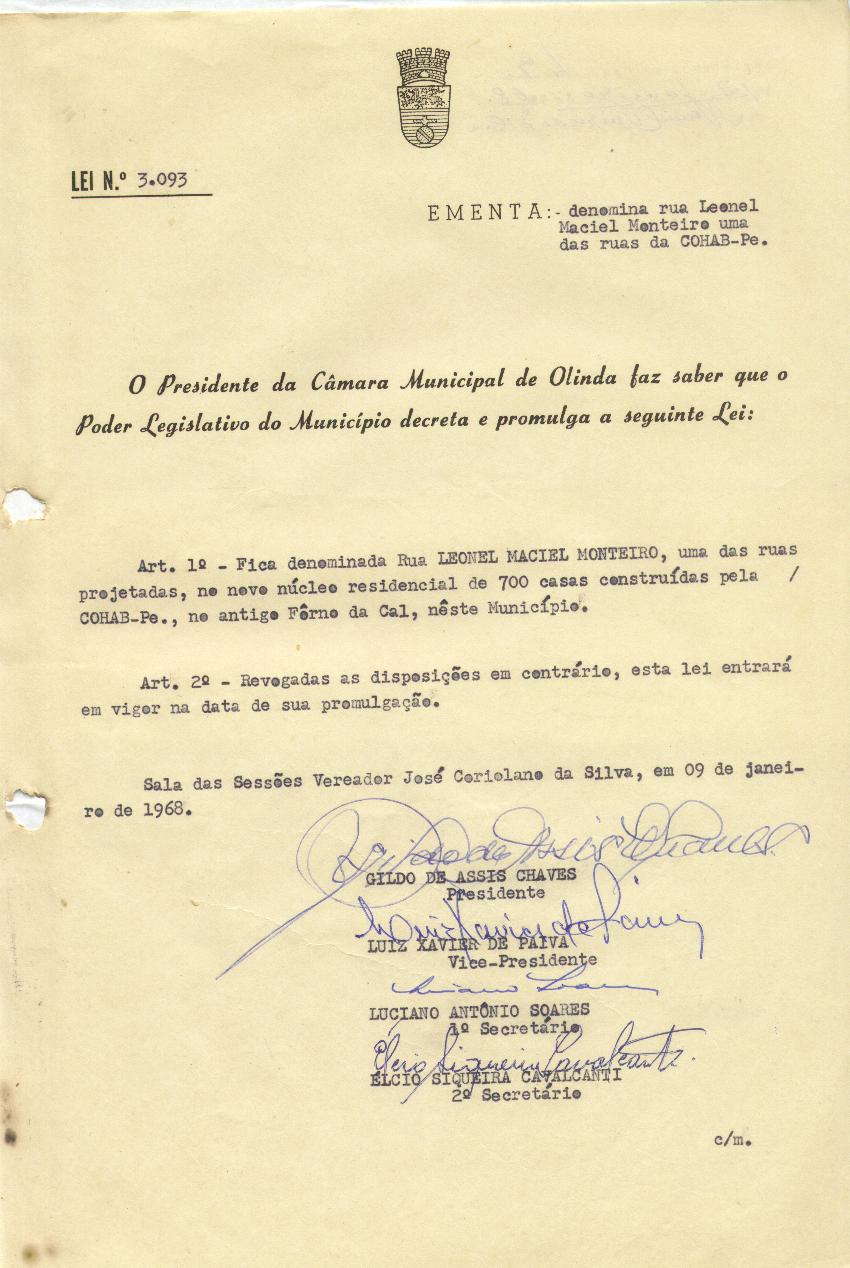 LEI N.º 3.093
EMENTA:- denomina rua Leonel
Maciel Monteiro uma
das ruas da COHAB-Pe.
O Presidente da Câmara Municipal de Olinda faz saber que o
Poder Legislativo do Município decreta e promulga a seguinte Lei:
Art. 1º - Fica denominada Rua LEONEL MACIEL MONTEIRO, uma das ruas
projetadas, no novo núcleo residencial de 700 casas construídas pela /
COHAB-Pe., no antigo Fôrno da Cal, nêste Município.
Art. 2º - Revogadas as disposições em contrário, esta lei entrará
em vigor na data de sua promulgação.
Sala das Sessões Vereador José Coriolano da Silva, em 09 de janei-
ro de 1968.
Gildo de Assis Chaves
GILDO DE ASSIS CHAVES
Presidente
Luiz Xavier de Paiva
LUIZ XAVIER DE PAIVA
Vice-Presidente
Luciano Soares
LUCIANO ANTÔNIO SOARES
1º Secretário
Elcio Siqueira Cavalcanti
ÉLCIO SIQUEIRA CAVALCANTI
2º Secretário
c/m.